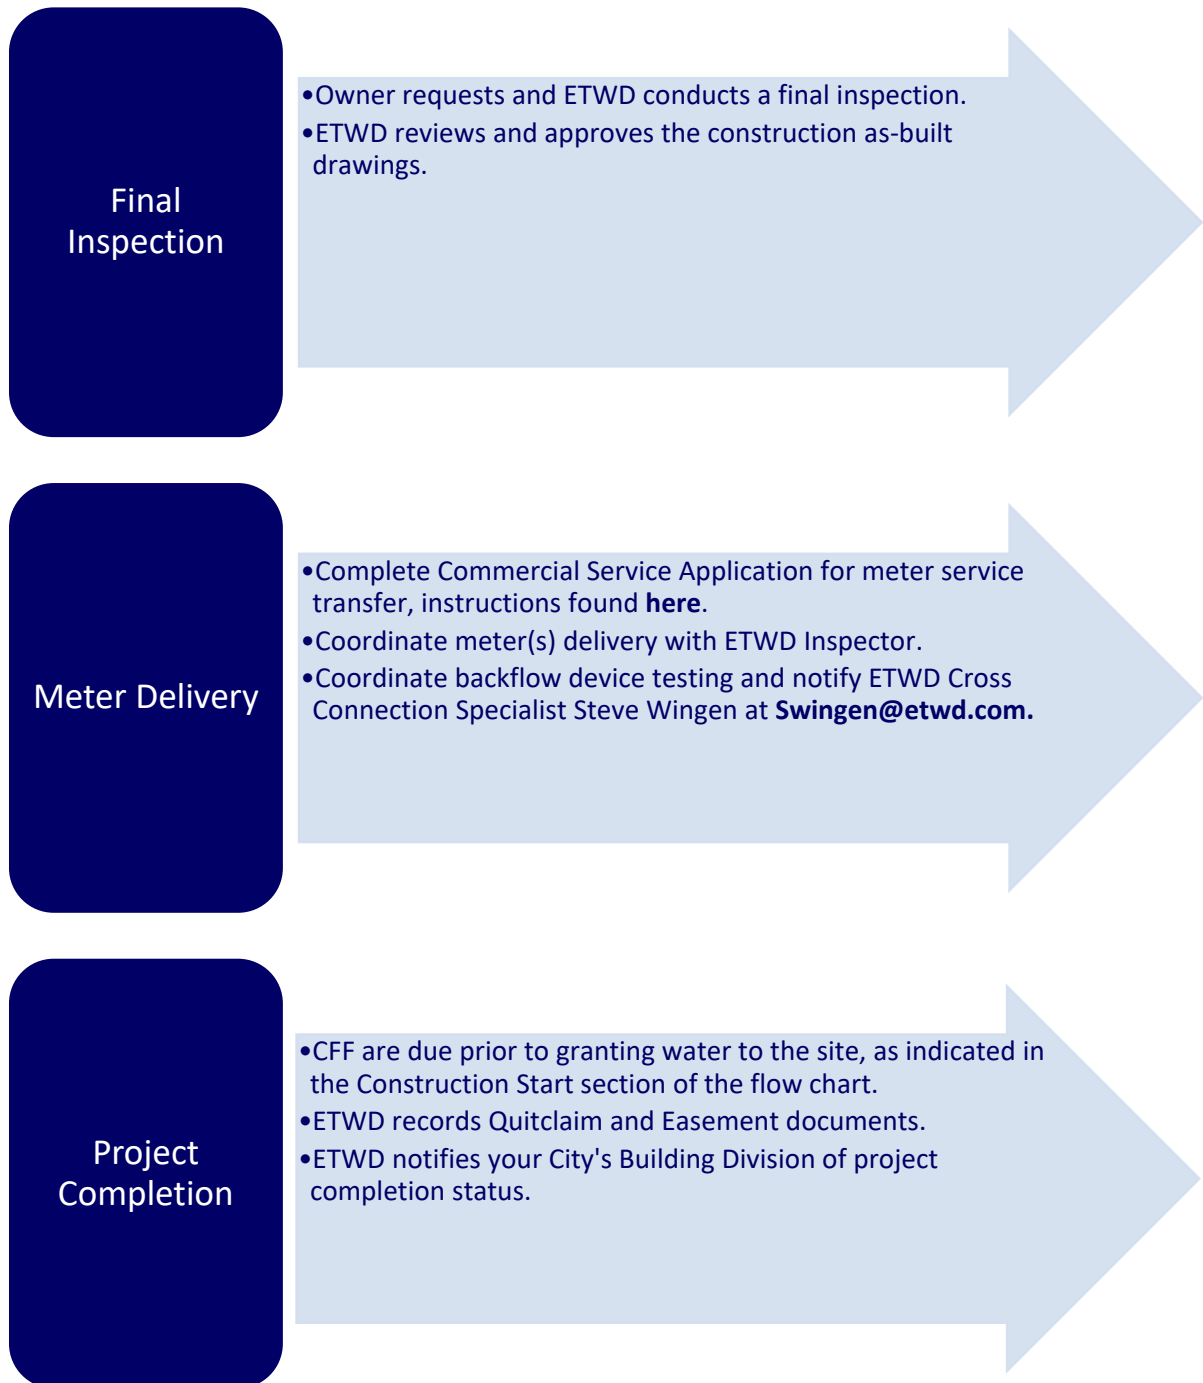 Final
Inspection
•Owner requests and ETWD conducts a final inspection.
•ETWD reviews and approves the construction as-built
drawings.
Meter Delivery
•Complete Commercial Service Application for meter service
transfer, instructions found here.
•Coordinate meter(s) delivery with ETWD Inspector.
•Coordinate backflow device testing and notify ETWD Cross
Connection Specialist Steve Wingen at Swingen@etwd.com.
Project
Completion
•CFF are due prior to granting water to the site, as indicated in
the Construction Start section of the flow chart.
•ETWD records Quitclaim and Easement documents.
•ETWD notifies your City's Building Division of project
completion status.